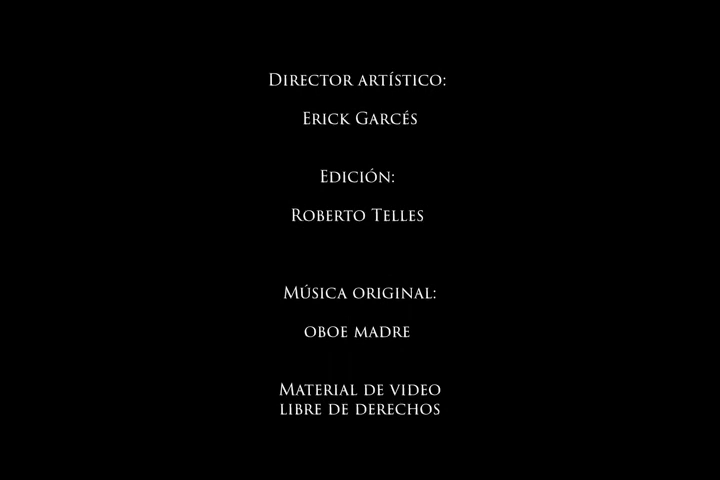 Director artístico:
Erick Garcés
Edición:
Roberto Telles
Música original:
oboe madre
Material de video
libre de derechos